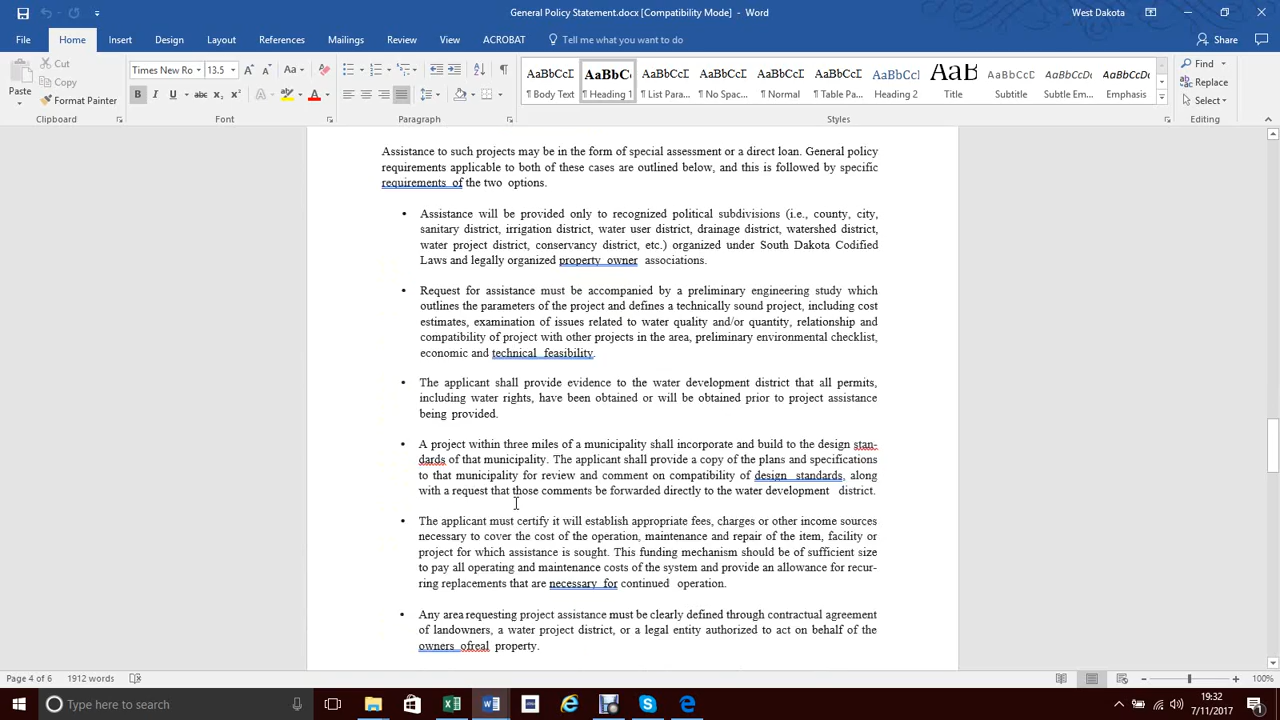 General Policy Statement.docx [Compatibility Mode] - Word
West Dakota
File Home Insert Design Layout References Mailings Review View ACROBAT Tell me what you want to do
Share
Cut
Copy
Format Painter
Paste
Times New Ro 13.5
Aa
B I U abc x₂ x²
AaBbCcD AaBbC AaBbCcD AaBbCcD AaBbCcD AaBbCcD AaBbCcI AaB AaBbCcD AaBbCcD AaBbCcD
¶ Body Text ¶ Heading 1 ¶ List Para... ¶ No Spac... ¶ Normal ¶ Table Pa... Heading 2 Title Subtitle Subtle Em... Emphasis
Find
Replace
Select
Clipboard Font Paragraph Styles Editing
Assistance to such projects may be in the form of special assessment or a direct loan. General policy
requirements applicable to both of these cases are outlined below, and this is followed by specific
requirements of the two options.
• Assistance will be provided only to recognized political subdivisions (i.e., county, city,
sanitary district, irrigation district, water user district, drainage district, watershed district,
water project district, conservancy district, etc.) organized under South Dakota Codified
Laws and legally organized property owner associations.
• Request for assistance must be accompanied by a preliminary engineering study which
outlines the parameters of the project and defines a technically sound project, including cost
estimates, examination of issues related to water quality and/or quantity, relationship and
compatibility of project with other projects in the area, preliminary environmental checklist,
economic and technical feasibility.
• The applicant shall provide evidence to the water development district that all permits,
including water rights, have been obtained or will be obtained prior to project assistance
being provided.
• A project within three miles of a municipality shall incorporate and build to the design stan-
dards of that municipality. The applicant shall provide a copy of the plans and specifications
to that municipality for review and comment on compatibility of design standards, along
with a request that those comments be forwarded directly to the water development district.
• The applicant must certify it will establish appropriate fees, charges or other income sources
necessary to cover the cost of the operation, maintenance and repair of the item, facility or
project for which assistance is sought. This funding mechanism should be of sufficient size
to pay all operating and maintenance costs of the system and provide an allowance for recur-
ring replacements that are necessary for continued operation.
• Any area requesting project assistance must be clearly defined through contractual agreement
of landowners, a water project district, or a legal entity authorized to act on behalf of the
owners ofreal property.
Page 4 of 6 1912 words
100%
Type here to search
19:32
7/11/2017